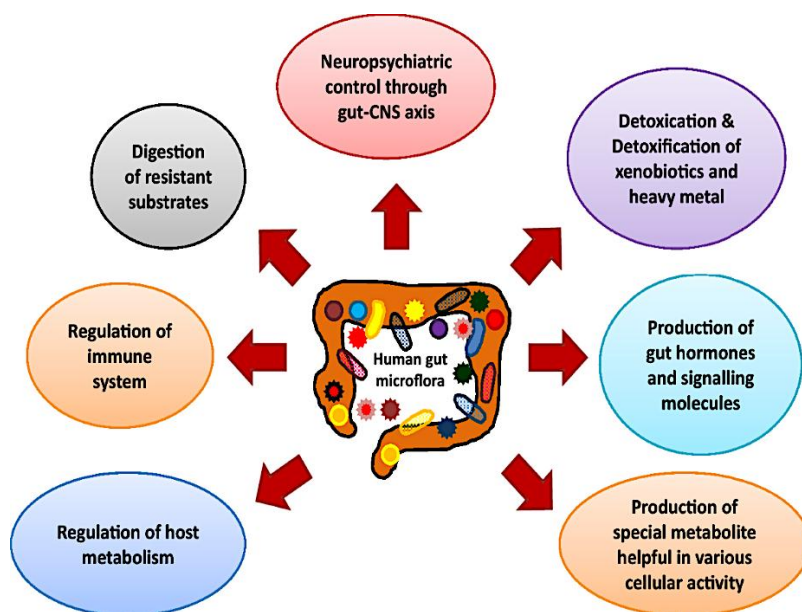 Neuropsychiatric
control through
gut-CNS axis
Detoxication &
Detoxification of
xenobiotics and
heavy metal
Digestion
of resistant
substrates
Regulation of
immune
system
Human gut
microflora
Production of
gut hormones
and signalling
molecules
Regulation of host
metabolism
Production of
special metabolite
helpful in various
cellular activity